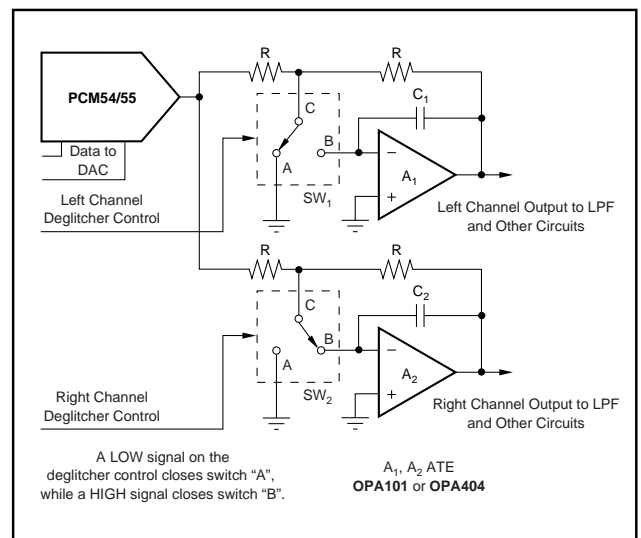 PCM54/55
Data to
DAC
Left Channel
Deglitcher Control
R
R
C
B
A
SW₁
C₁
−
+
A₁
Left Channel Output to LPF
and Other Circuits
R
R
C
B
A
SW₂
C₂
−
+
A₂
Right Channel Output to LPF
and Other Circuits
Right Channel
Deglitcher Control
A LOW signal on the
deglitcher control closes switch “A”,
while a HIGH signal closes switch “B”.
A₁, A₂ ATE
OPA101 or OPA404